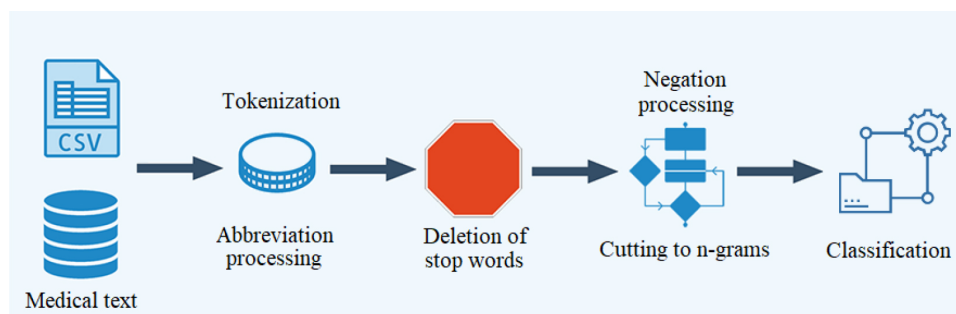 CSV
Medical text
Tokenization
Abbreviation
processing
Deletion of
stop words
Negation
processing
Cutting to n-grams
Classification